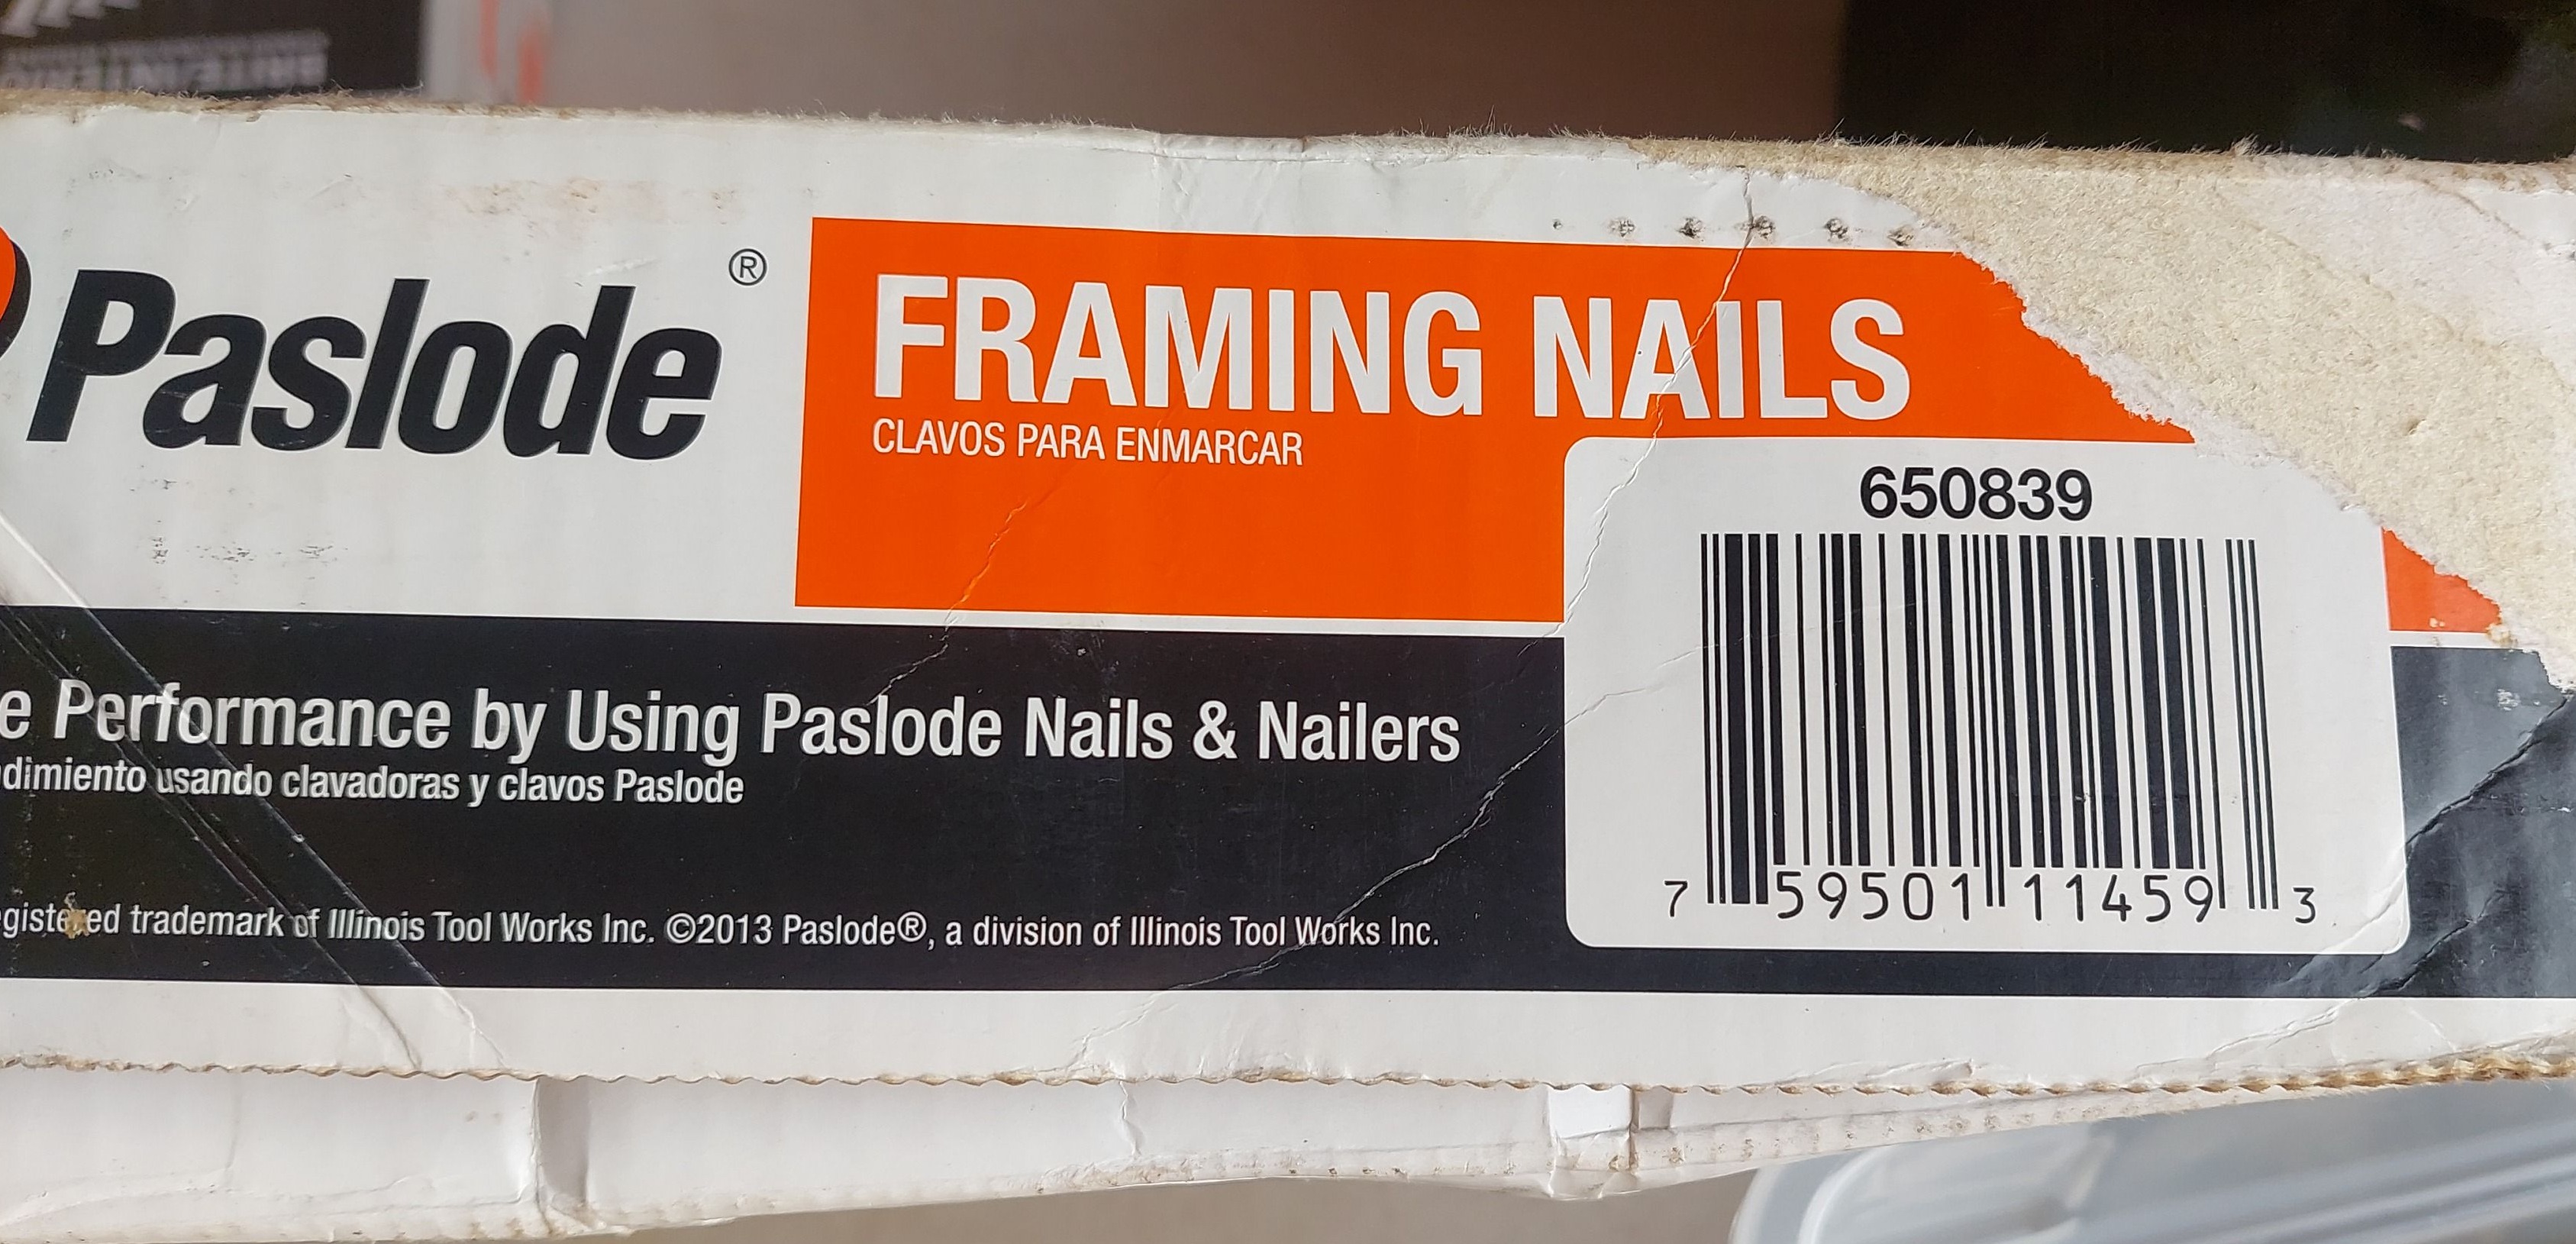 Paslode®
FRAMING NAILS
CLAVOS PARA ENMARCAR
650839
e Performance by Using Paslode Nails & Nailers
dimiento usando clavadoras y clavos Paslode
gistered trademark of Illinois Tool Works Inc. ©2013 Paslode®, a division of Illinois Tool Works Inc.
7 59501 11459 3